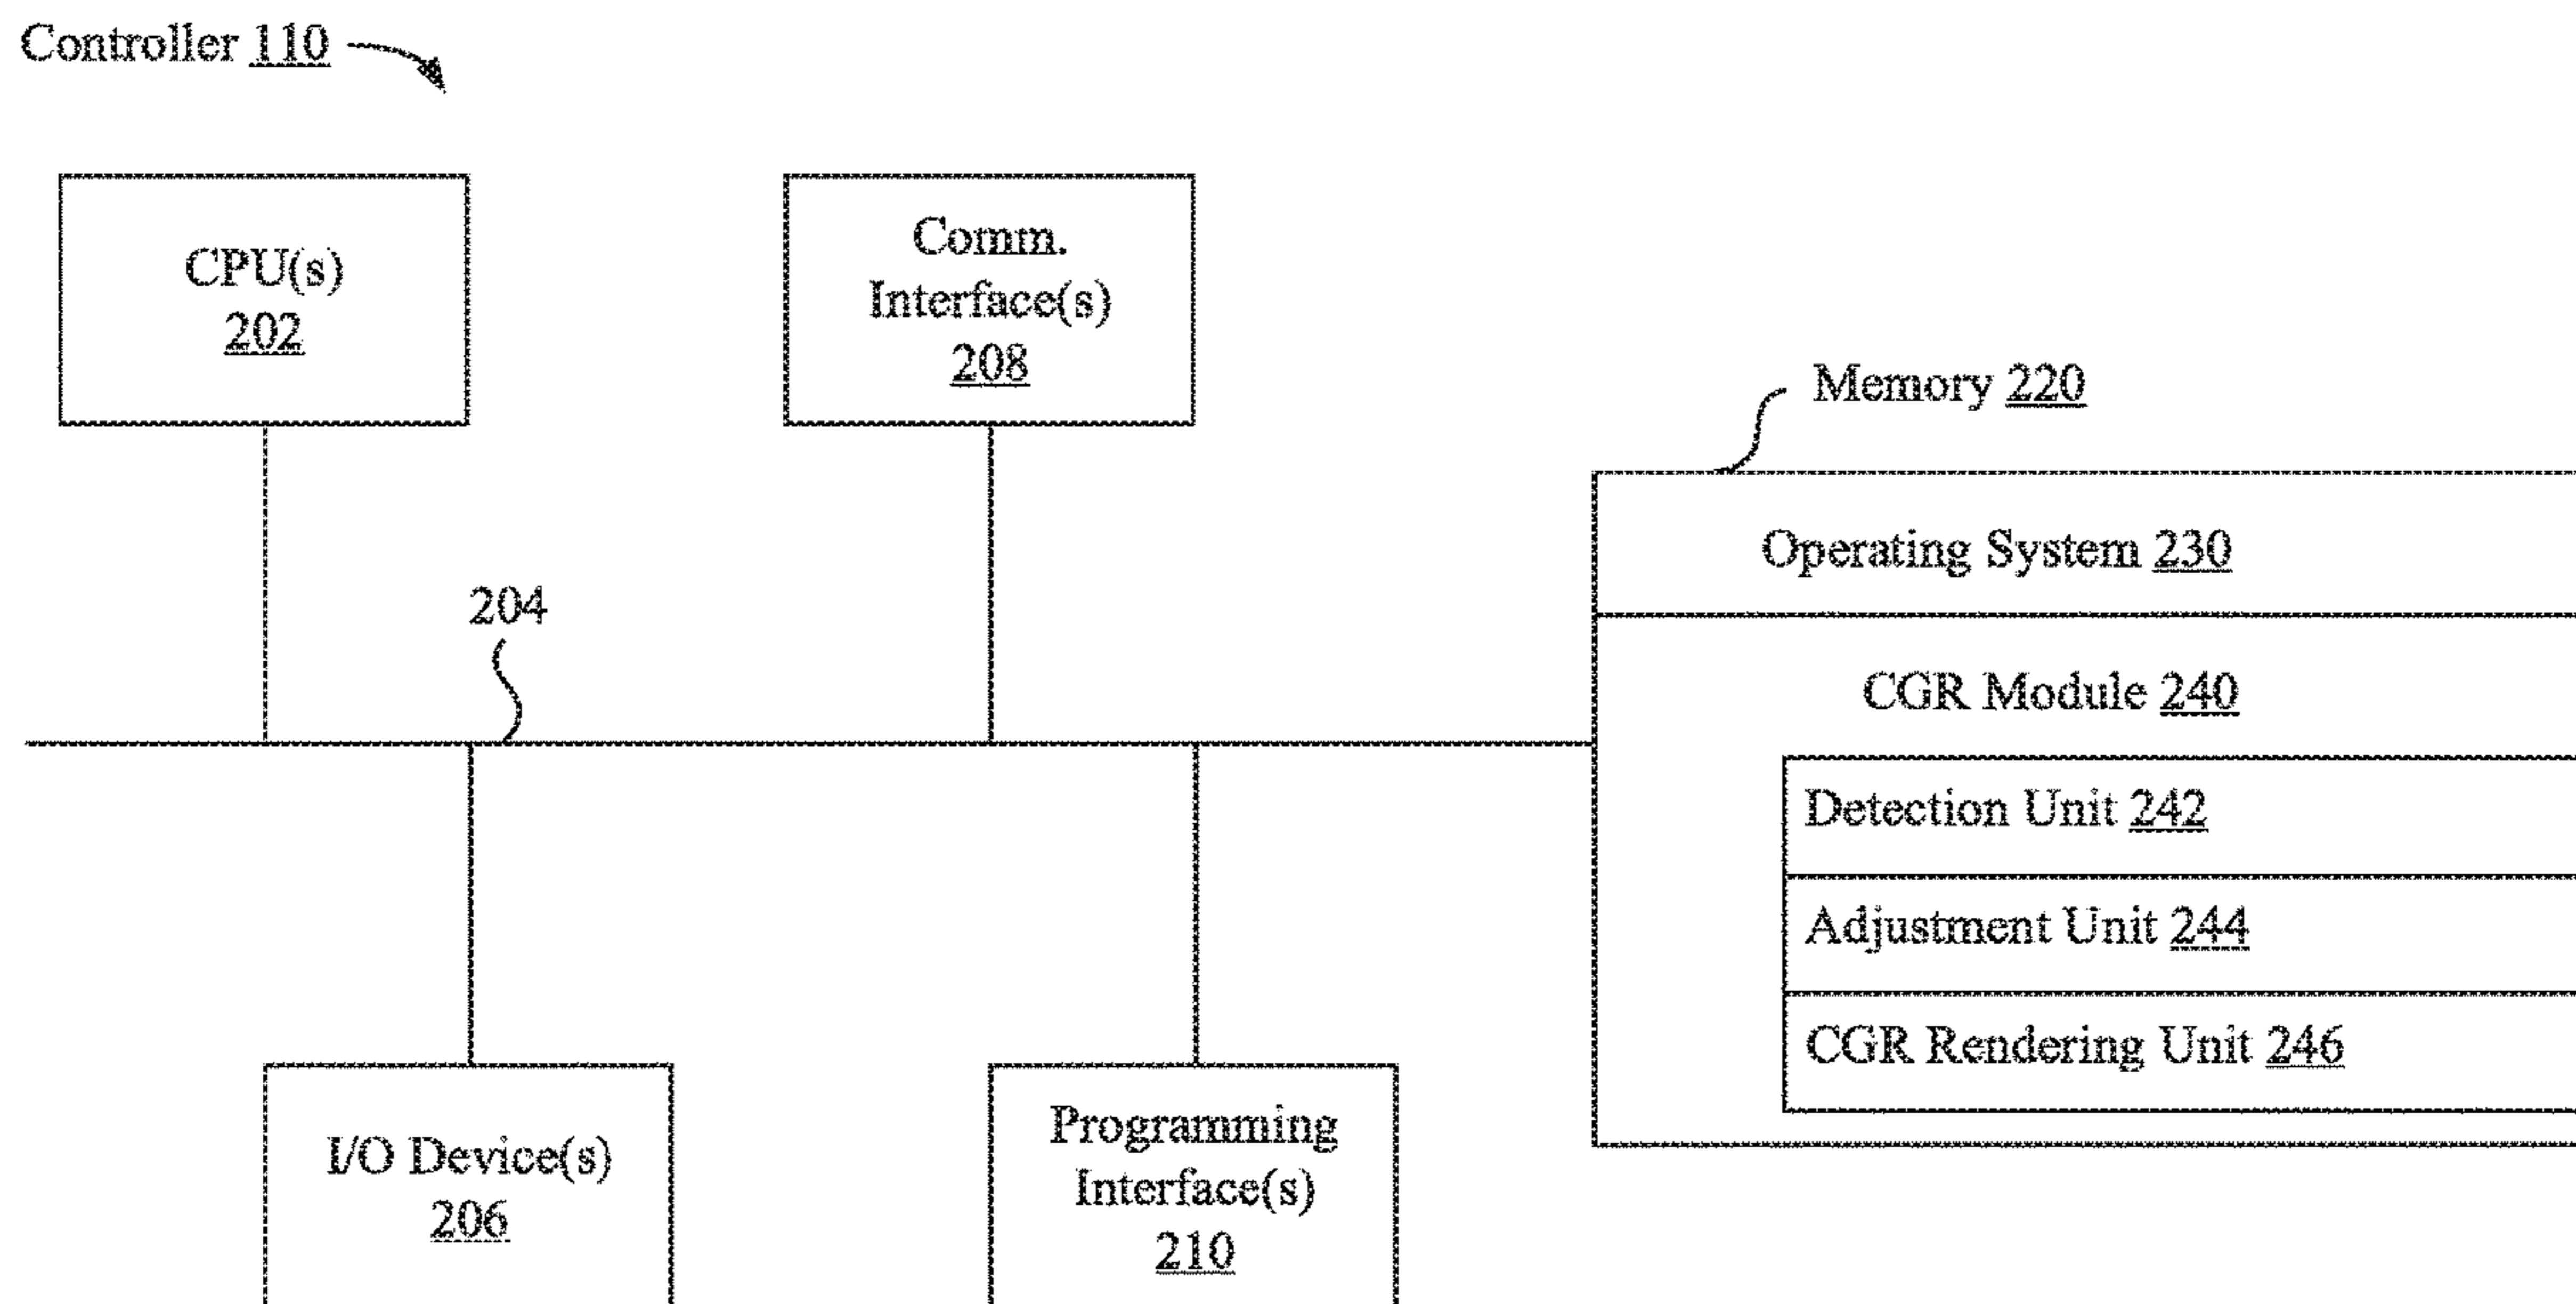 Controller 110
CPU(s)
202
Comm.
Interface(s)
208
Memory 220
Operating System 230
204
CGR Module 240
Detection Unit 242
Adjustment Unit 244
CGR Rendering Unit 246
I/O Device(s)
206
Programming
Interface(s)
210